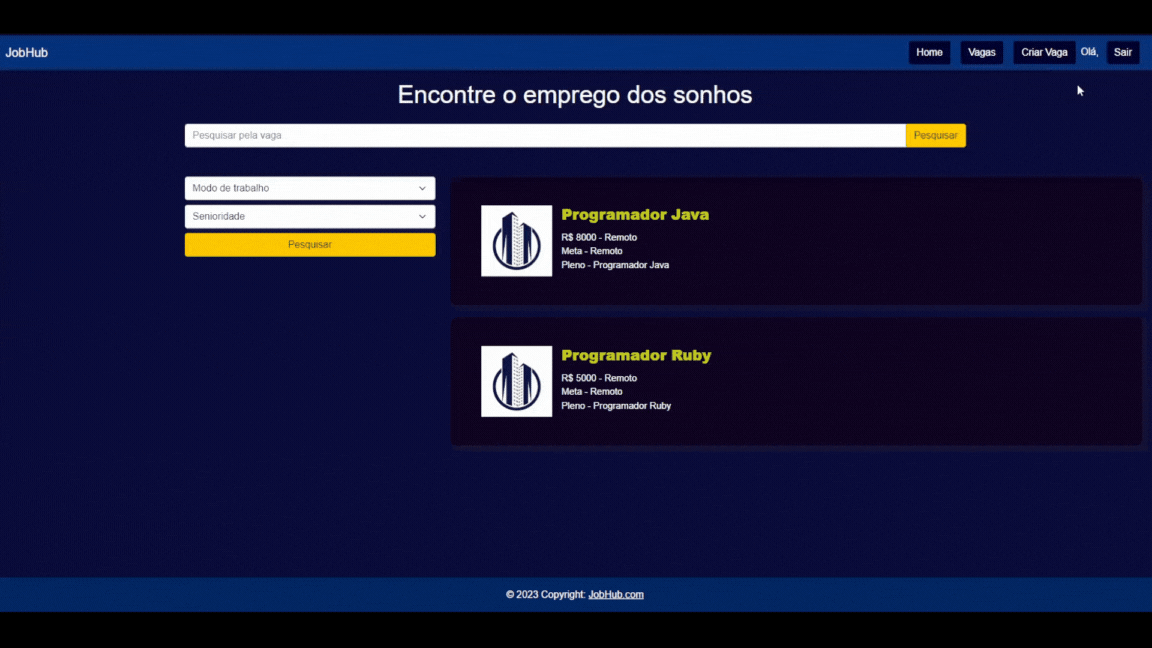 JobHub
Home Vagas Criar Vaga Olá, Sair
Encontre o emprego dos sonhos
Pesquisar pela vaga Pesquisar
Modo de trabalho
Senioridade
Pesquisar
Programador Java
R$ 8000 - Remoto
Meta - Remoto
Pleno - Programador Java
Programador Ruby
R$ 5000 - Remoto
Meta - Remoto
Pleno - Programador Ruby
© 2023 Copyright: JobHub.com